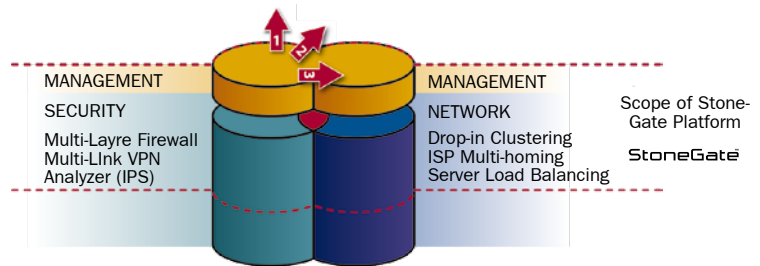 1
2
3
MANAGEMENT
SECURITY
Multi-Layre Firewall
Multi-LInk VPN
Analyzer (IPS)
MANAGEMENT
NETWORK
Drop-in Clustering
ISP Multi-homing
Server Load Balancing
Scope of Stone-
Gate Platform
StoneGate™